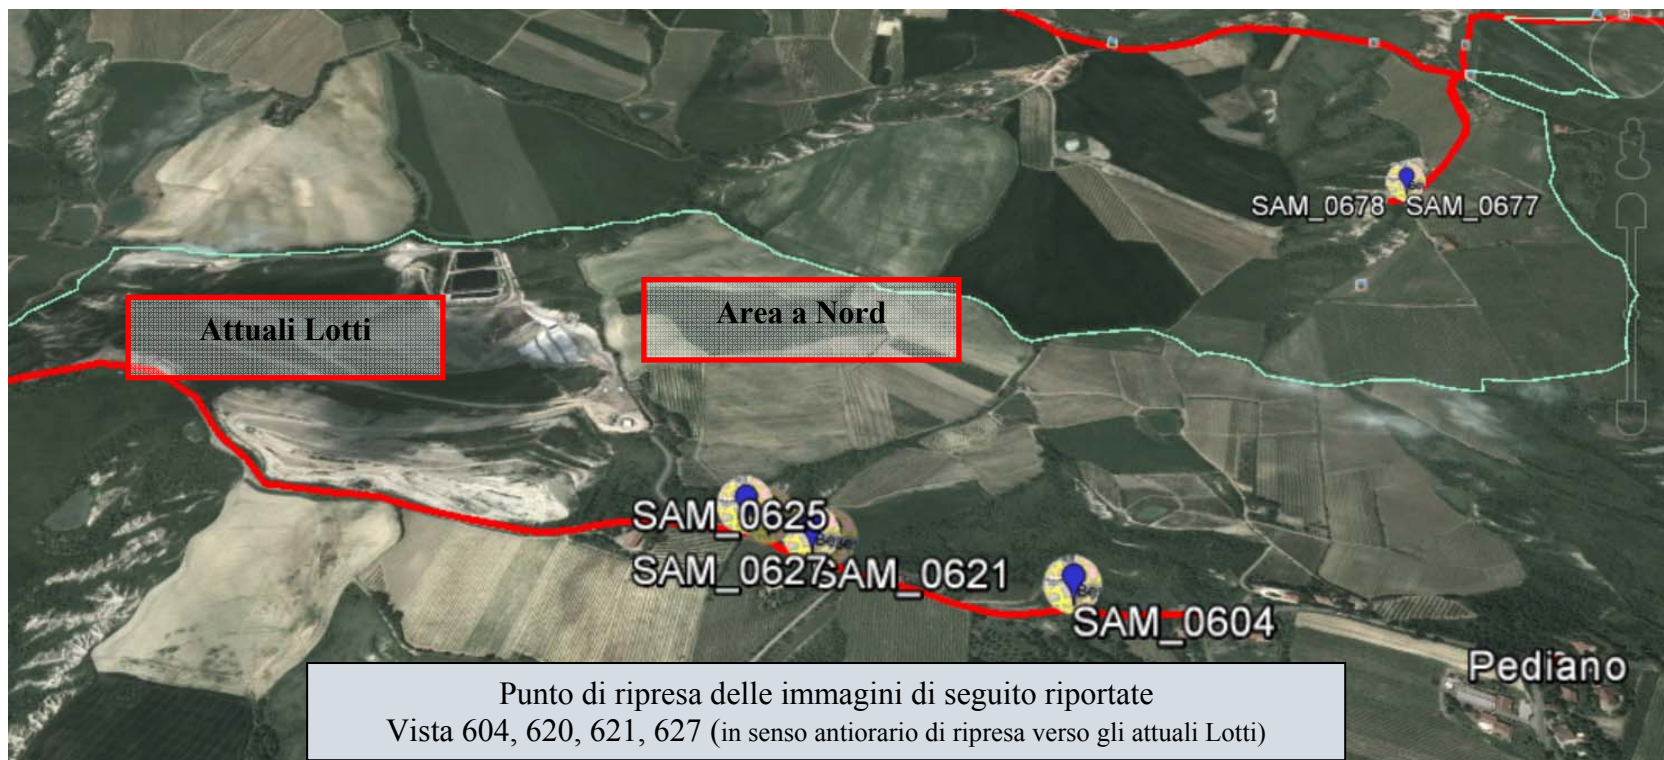 SAM_0678
SAM_0677
Attuali Lotti
Area a Nord
SAM_0625
SAM_0627
SAM_0621
SAM_0604
Pediano
Punto di ripresa delle immagini di seguito riportate
Vista 604, 620, 621, 627 (in senso antiorario di ripresa verso gli attuali Lotti)